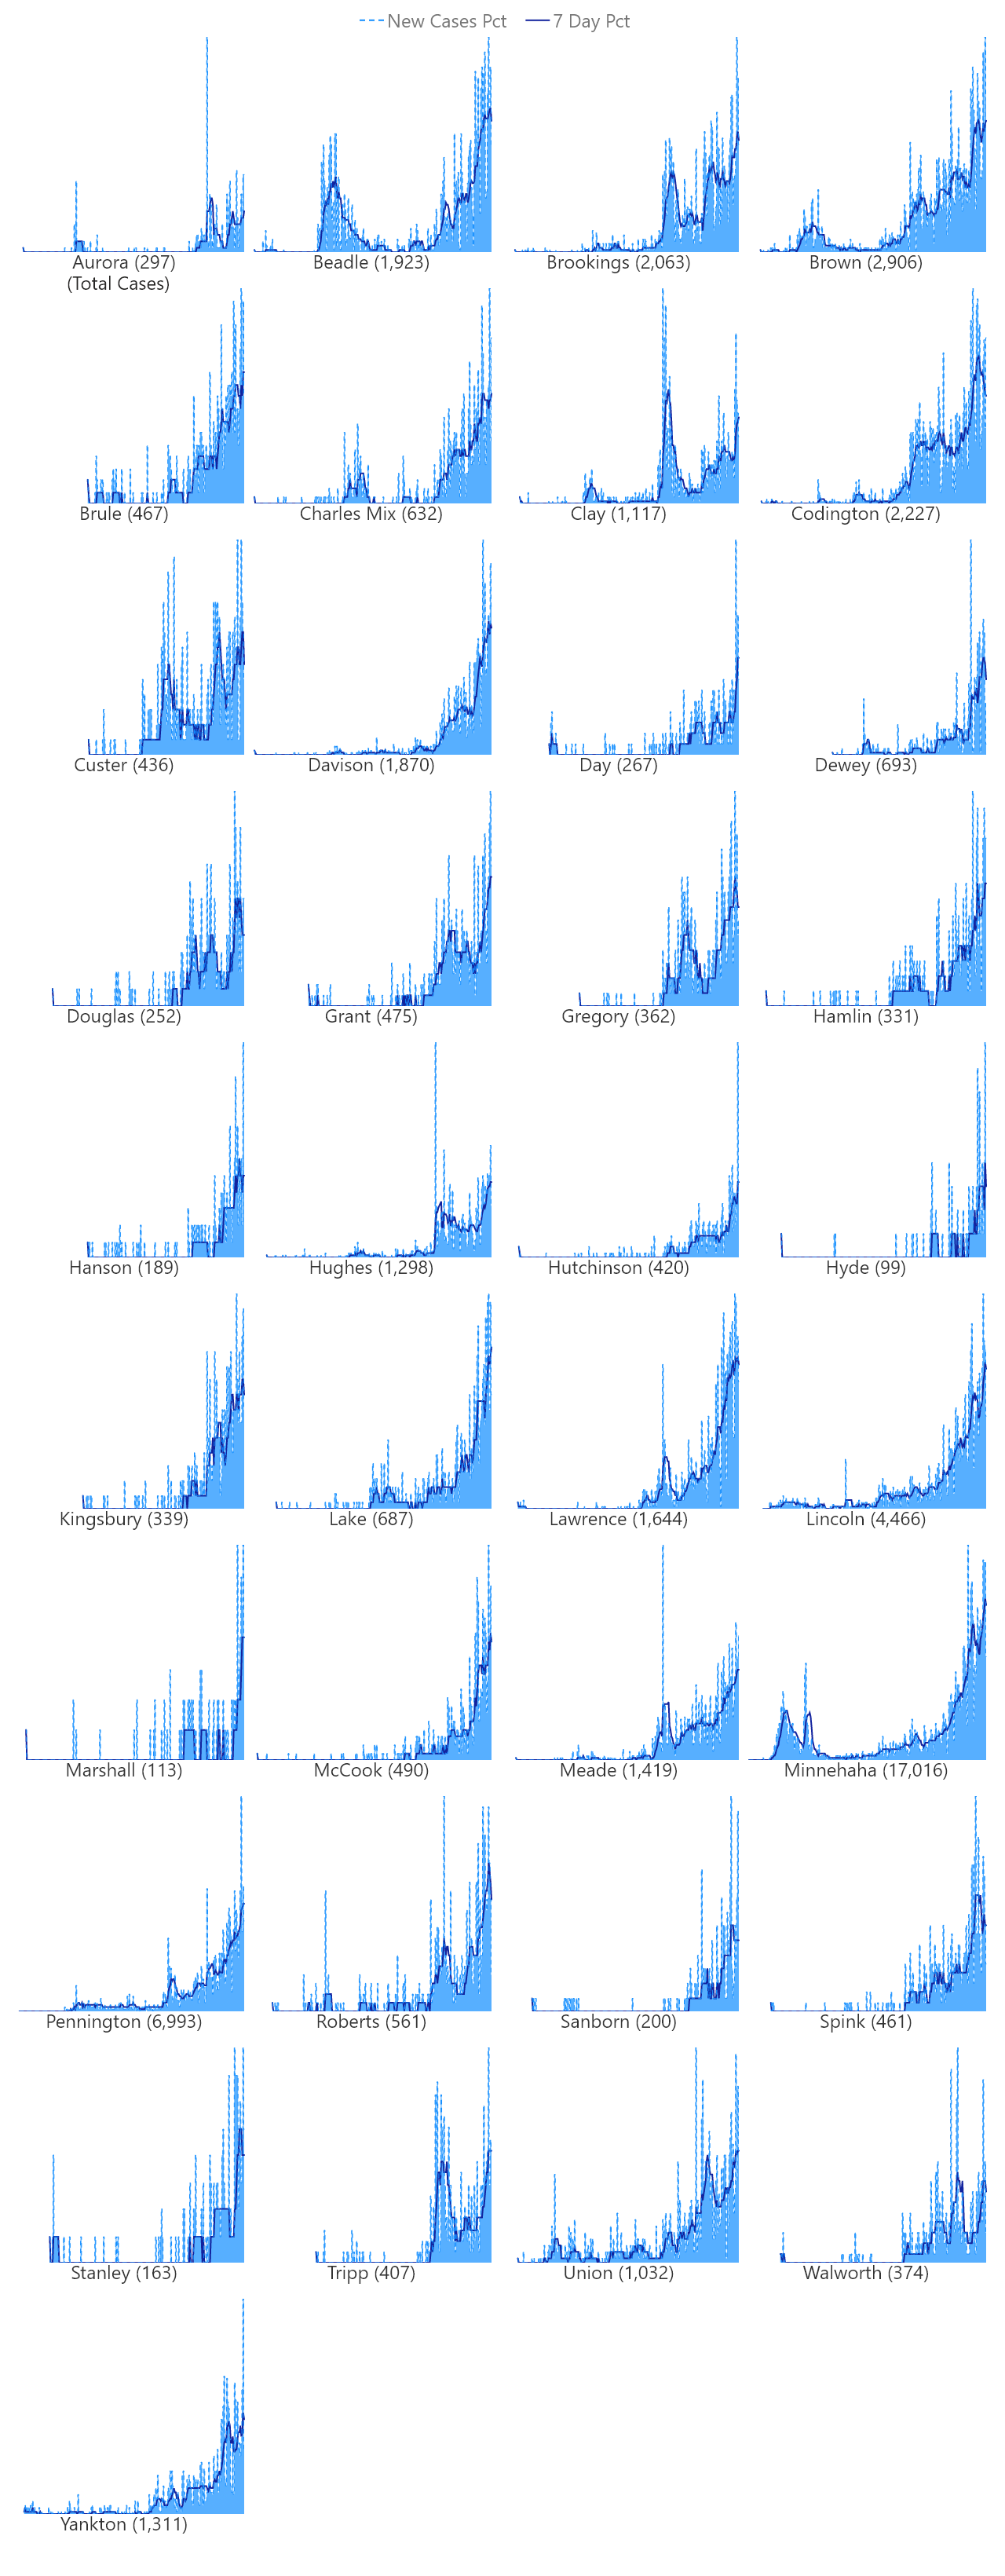 New Cases Pct 7 Day Pct
Aurora (297) Beadle (1,923) Brookings (2,063) Brown (2,906)
(Total Cases)
Brule (467) Charles Mix (632) Clay (1,117) Codington (2,227)
Custer (436) Davison (1,870) Day (267) Dewey (693)
Douglas (252) Grant (475) Gregory (362) Hamlin (331)
Hanson (189) Hughes (1,298) Hutchinson (420) Hyde (99)
Kingsbury (339) Lake (687) Lawrence (1,644) Lincoln (4,466)
Marshall (113) McCook (490) Meade (1,419) Minnehaha (17,016)
Pennington (6,993) Roberts (561) Sanborn (200) Spink (461)
Stanley (163) Tripp (407) Union (1,032) Walworth (374)
Yankton (1,311)